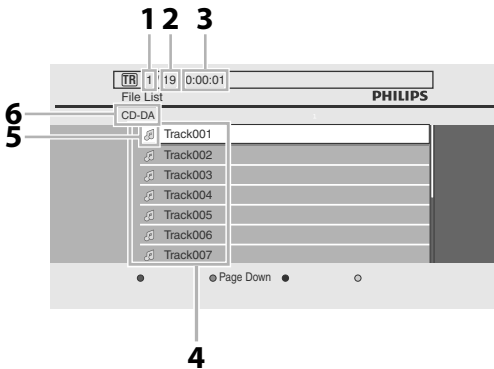 1 2 3
TR 1 19 0:00:01
File List PHILIPS
6 CD-DA
5 Track001
Track002
Track003
Track004
Track005
Track006
Track007
Page Down
4